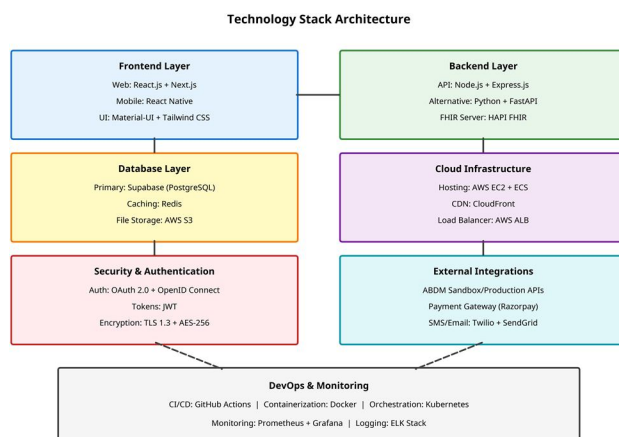 Technology Stack Architecture
Frontend Layer
Web: React.js + Next.js
Mobile: React Native
UI: Material-UI + Tailwind CSS
Backend Layer
API: Node.js + Express.js
Alternative: Python + FastAPI
FHIR Server: HAPI FHIR
Database Layer
Primary: Supabase (PostgreSQL)
Caching: Redis
File Storage: AWS S3
Cloud Infrastructure
Hosting: AWS EC2 + ECS
CDN: CloudFront
Load Balancer: AWS ALB
Security & Authentication
Auth: OAuth 2.0 + OpenID Connect
Tokens: JWT
Encryption: TLS 1.3 + AES-256
External Integrations
ABDM Sandbox/Production APIs
Payment Gateway (Razorpay)
SMS/Email: Twilio + SendGrid
DevOps & Monitoring
CI/CD: GitHub Actions | Containerization: Docker | Orchestration: Kubernetes
Monitoring: Prometheus + Grafana | Logging: ELK Stack